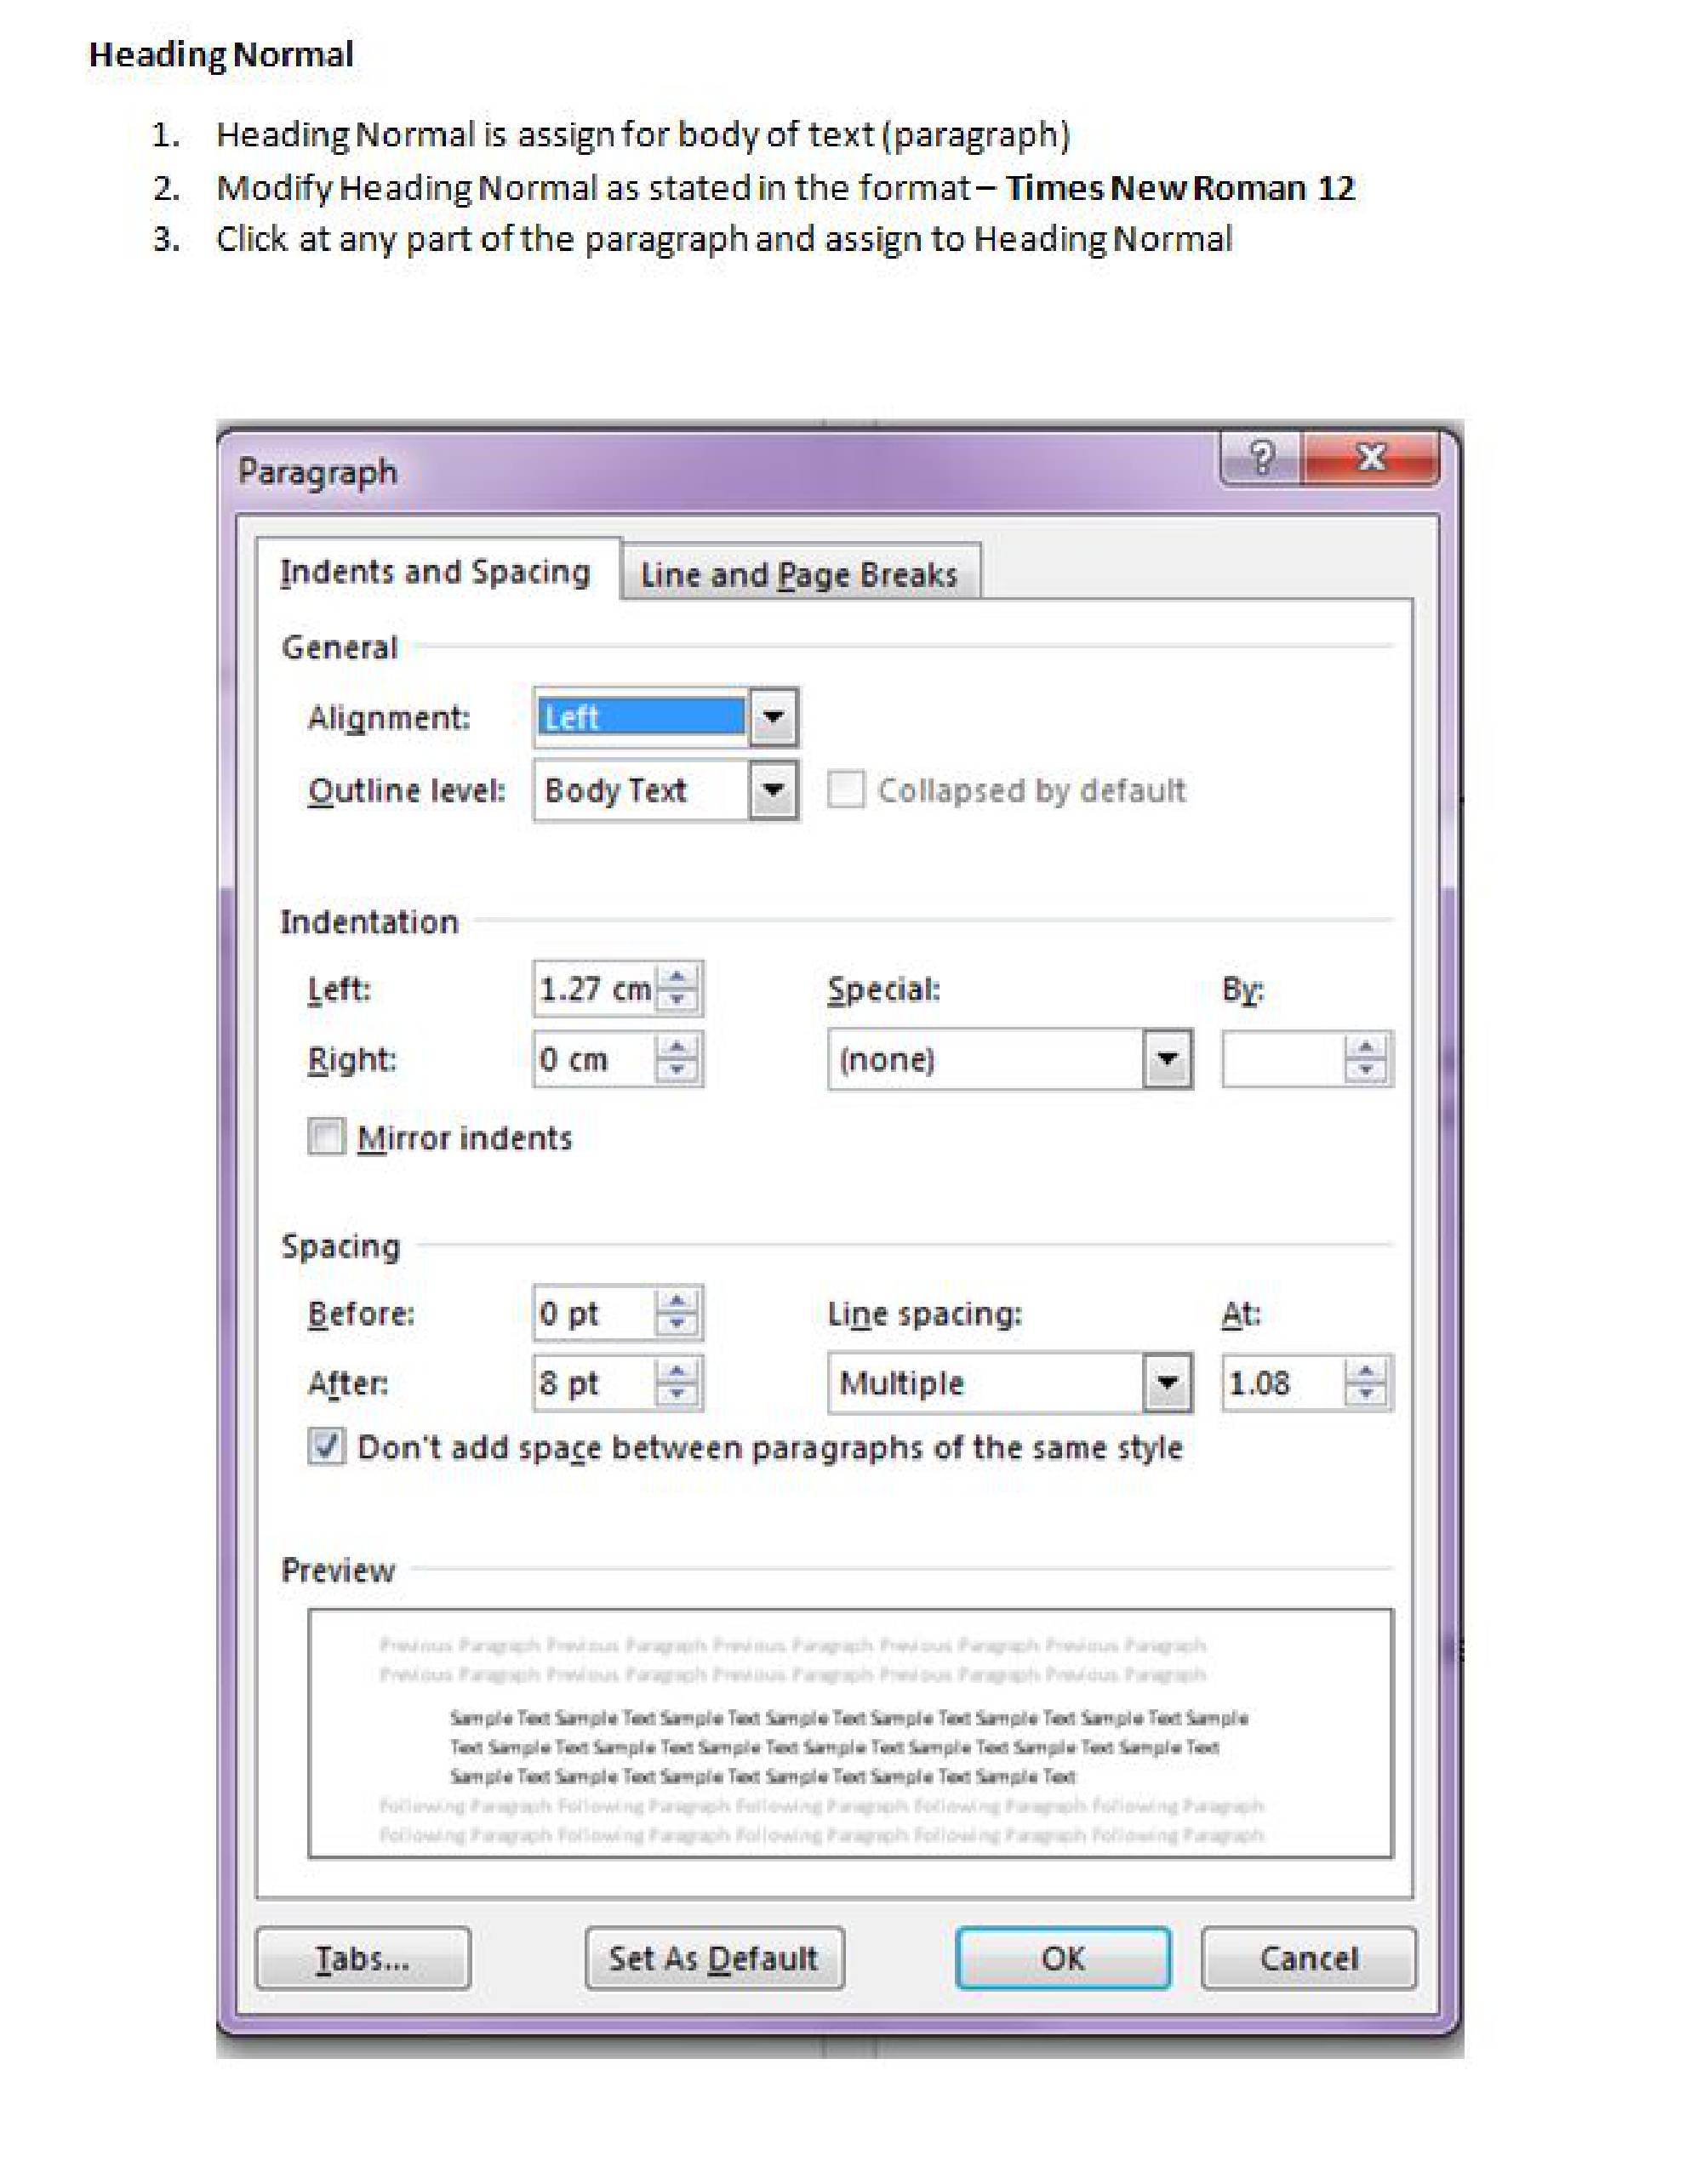 Heading Normal
1. Heading Normal is assign for body of text (paragraph)
2. Modify Heading Normal as stated in the format – Times New Roman 12
3. Click at any part of the paragraph and assign to Heading Normal
Paragraph
Indents and Spacing Line and Page Breaks
General
Alignment: Left
Outline level: Body Text Collapsed by default
Indentation
Left: 1.27 cm Special: By:
Right: 0 cm (none)
Mirror indents
Spacing
Before: 0 pt Line spacing: At:
After: 8 pt Multiple 1.08
Don't add space between paragraphs of the same style
Preview
Previous Paragraph Previous Paragraph Previous Paragraph Previous Paragraph Previous Paragraph
Previous Paragraph Previous Paragraph Previous Paragraph Previous Paragraph Previous Paragraph
Sample Text Sample Text Sample Text Sample Text Sample Text Sample Text Sample Text Sample
Text Sample Text Sample Text Sample Text Sample Text Sample Text Sample Text Sample Text
Sample Text Sample Text Sample Text Sample Text Sample Text Sample Text
Following Paragraph Following Paragraph Following Paragraph Following Paragraph Following Paragraph
Following Paragraph Following Paragraph Following Paragraph Following Paragraph Following Paragraph
Tabs... Set As Default OK Cancel